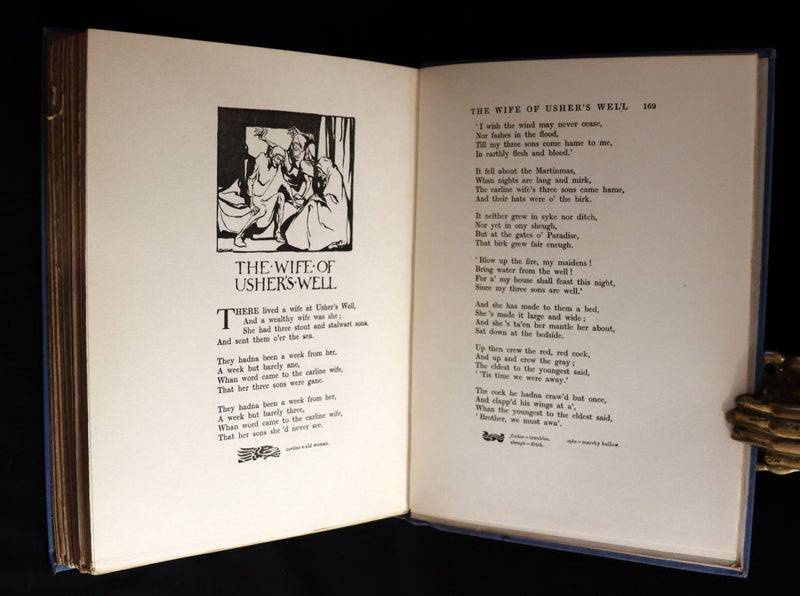 THE·WIFE·OF
USHER'S·WELL
THERE lived a wife at Usher's Well,
And a wealthy wife was she;
She had three stout and stalwart sons,
And sent them o'er the sea.
They hadna been a week from her,
A week but barely ane,
Whan word came to the carline wife,
That her three sons were gane.
They hadna been a week from her,
A week but barely three,
Whan word came to the carline wife,
That her sons she'd never see.
carline=old woman.
THE WIFE OF USHER'S WELL 169
'I wish the wind may never cease,
Nor fashes in the flood,
Till my three sons come hame to me,
In earthly flesh and blood.'
It fell about the Martinmas,
Whan nights are lang and mirk,
The carline wife's three sons came hame,
And their hats were o' the birk.
It neither grew in syke nor ditch,
Nor yet in ony sheugh,
But at the gates o' Paradise,
That birk grew fair eneugh.
'Blow up the fire, my maidens!
Bring water from the well!
For a' my house shall feast this night,
Since my three sons are well.'
And she has made to them a bed,
She's made it large and wide;
And she's ta'en her mantle her about,
Sat down at the bedside.
Up then crew the red, red cock,
And up and crew the gray;
The eldest to the youngest said,
''Tis time we were away.'
The cock he hadna craw'd but once,
And clapp'd his wings at a',
Whan the youngest to the eldest said,
'Brother, we must awa'.
fashes=troubles. syke=marshy hollow.
sheugh=ditch.